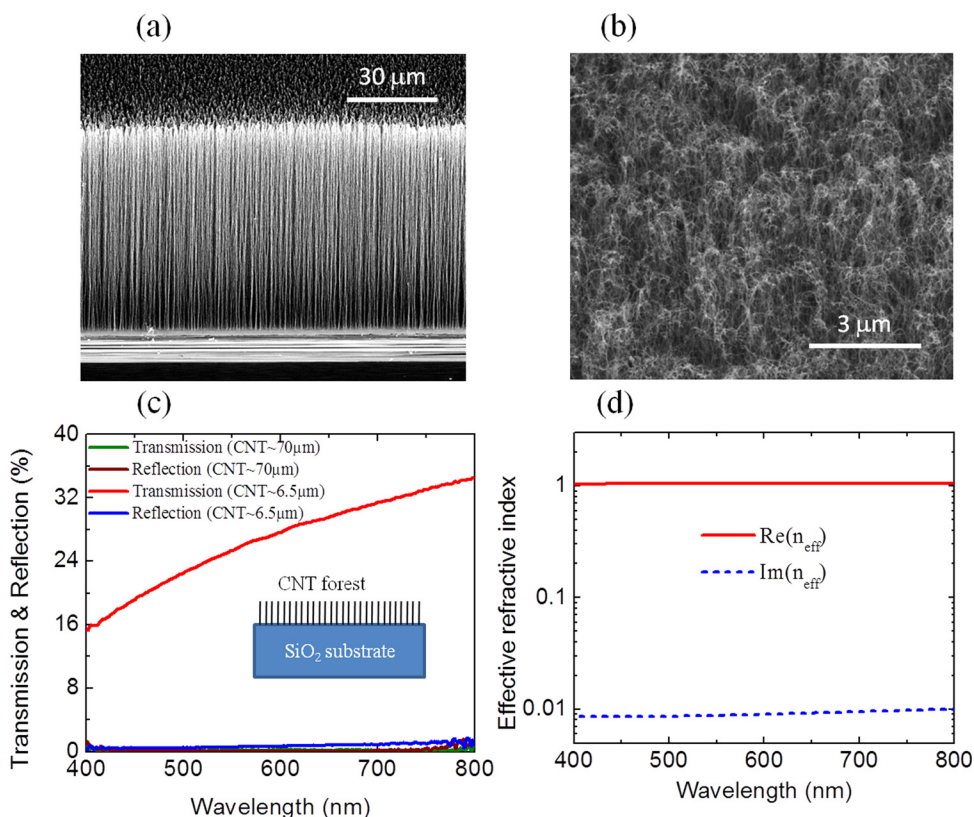 (a)
(b)
30 μm
3 μm
(c)
(d)
Transmission & Reflection (%)
40
32
24
16
8
0
Transmission (CNT~70μm)
Reflection (CNT~70μm)
Transmission (CNT~6.5μm)
Reflection (CNT~6.5μm)
CNT forest
SiO2 substrate
400
500
600
700
800
Wavelength (nm)
Effective refractive index
1
0.1
0.01
Re(neff)
Im(neff)
400
500
600
700
800
Wavelength (nm)